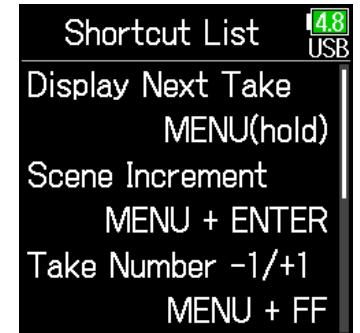 Shortcut List
4.8
USB
Display Next Take
MENU(hold)
Scene Increment
MENU + ENTER
Take Number -1/+1
MENU + FF